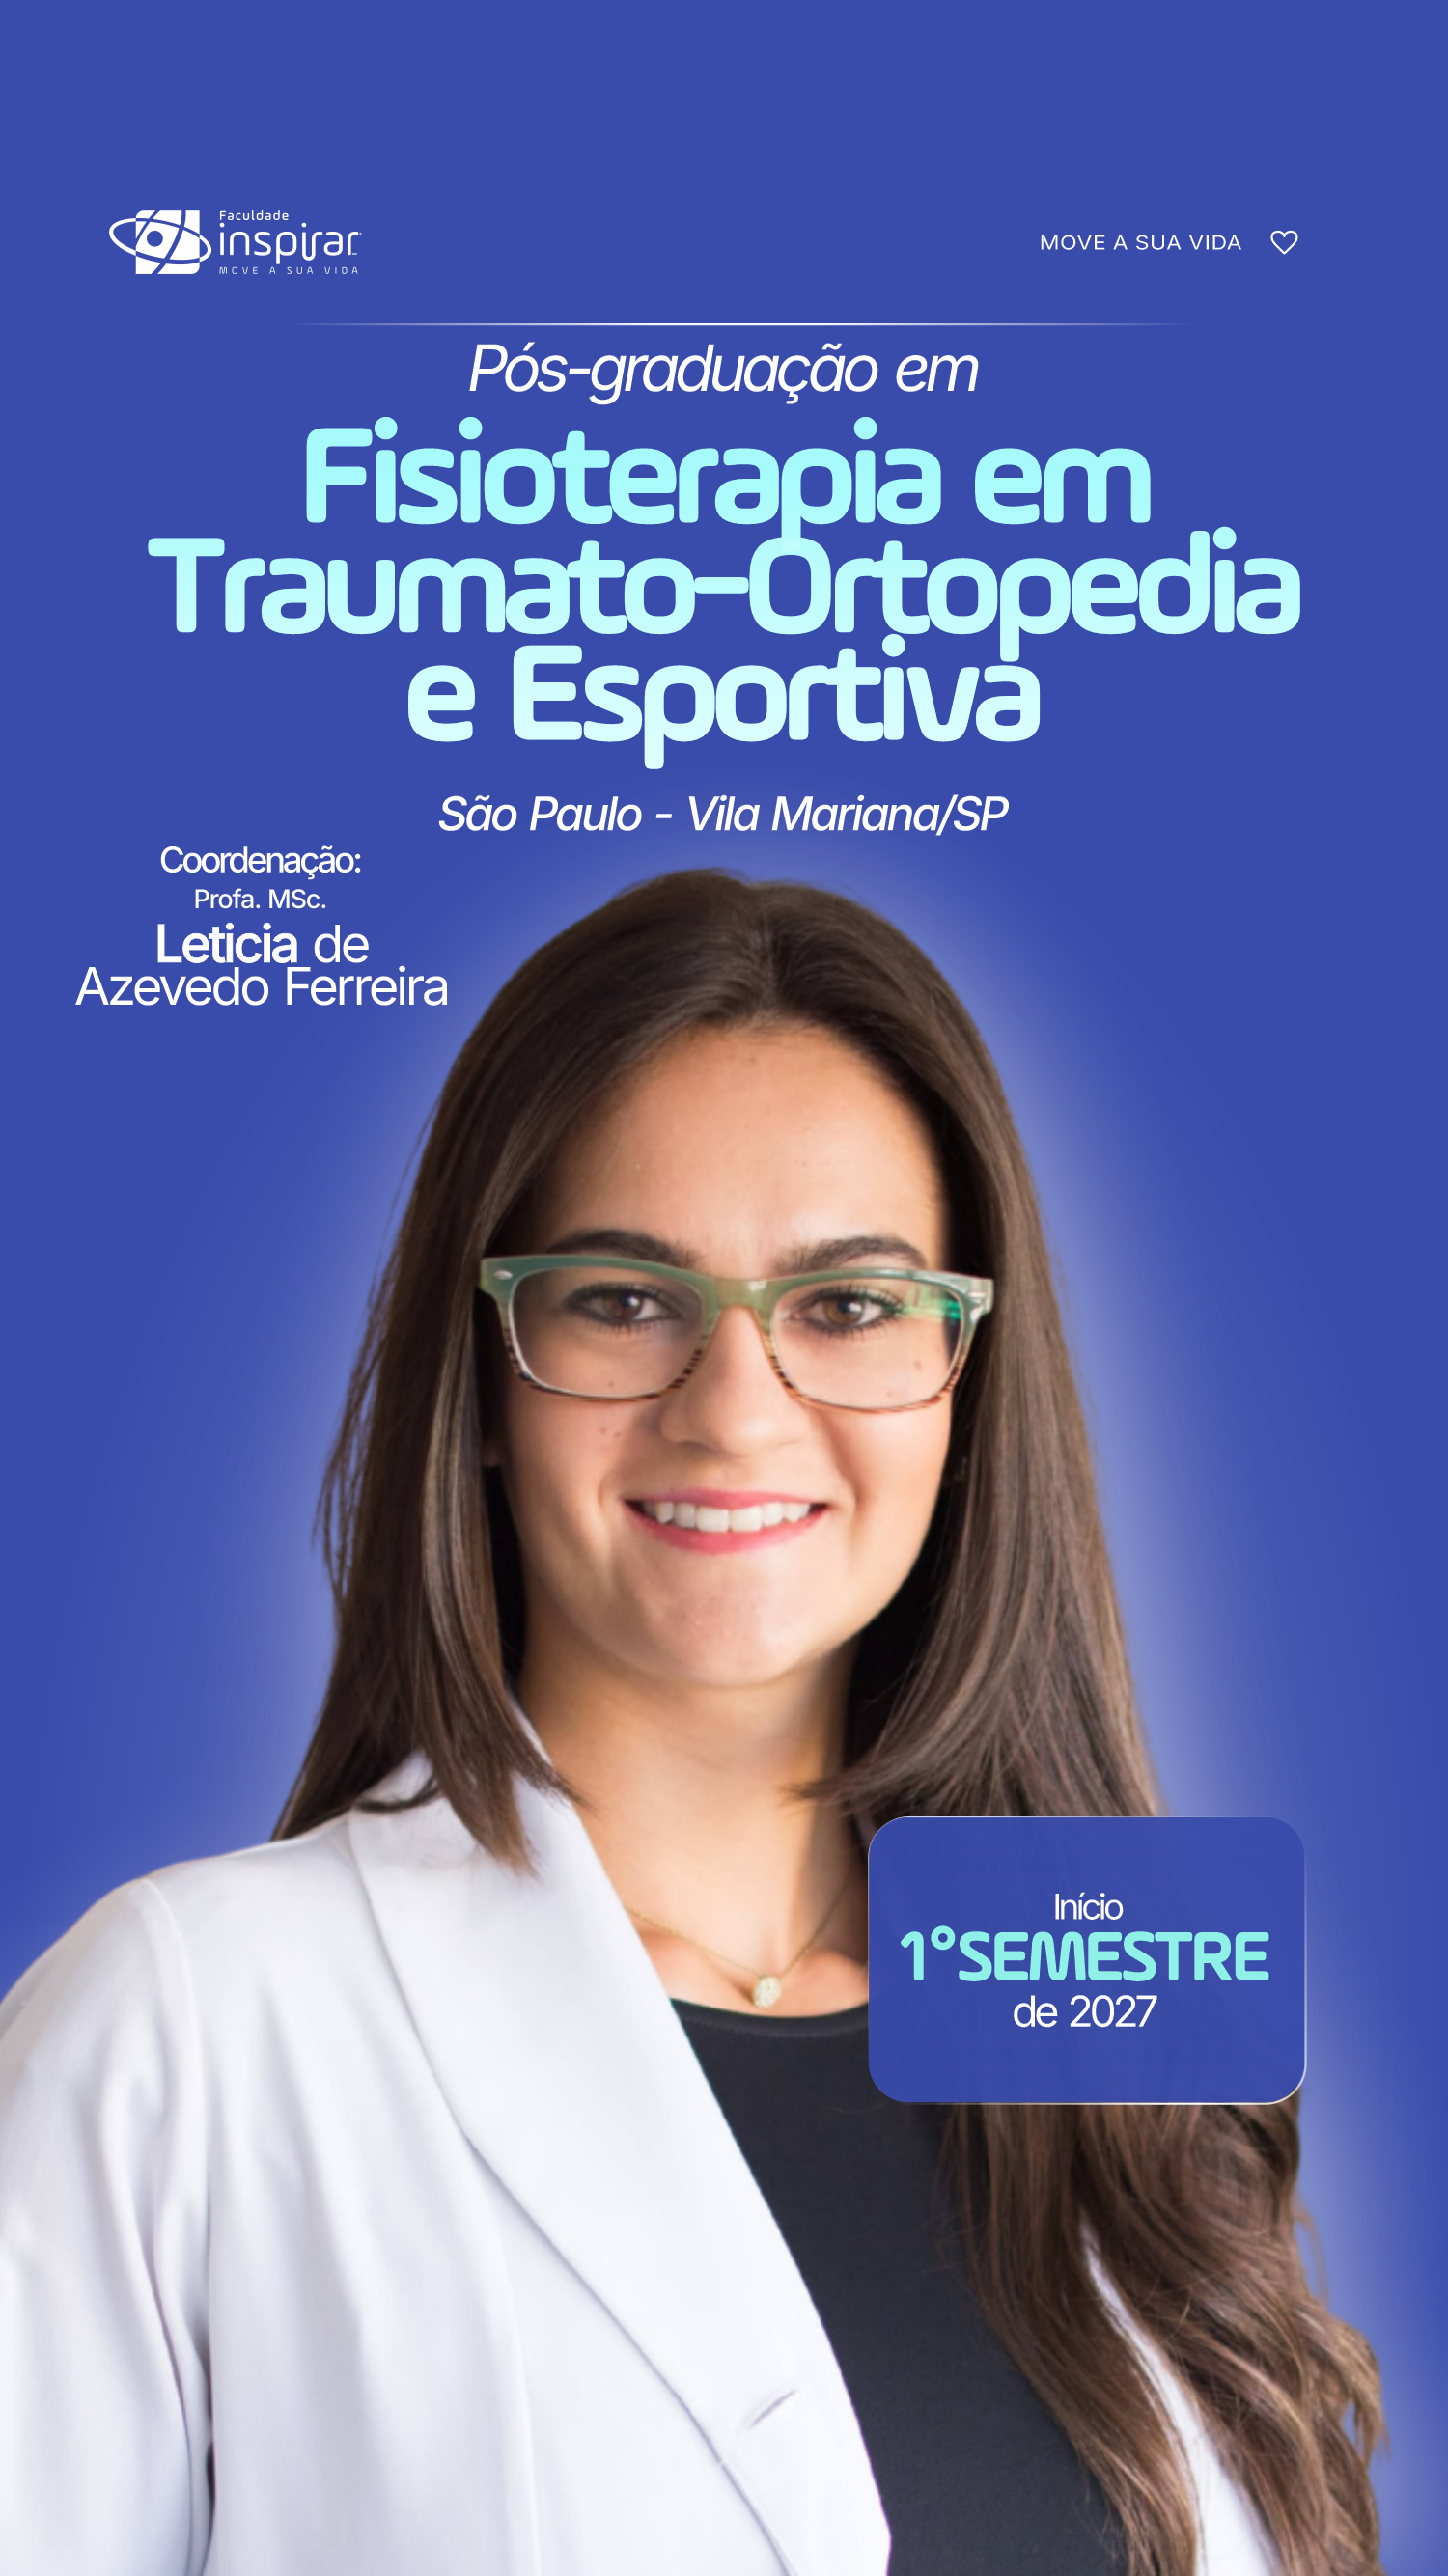 Faculdade
inspirar
MOVE A SUA VIDA
MOVE A SUA VIDA
Pós-graduação em
Fisioterapia em
Traumato-Ortopedia
e Esportiva
São Paulo - Vila Mariana/SP
Coordenação:
Profa. MSc.
Leticia de
Azevedo Ferreira
Início
1°SEMESTRE
de 2027